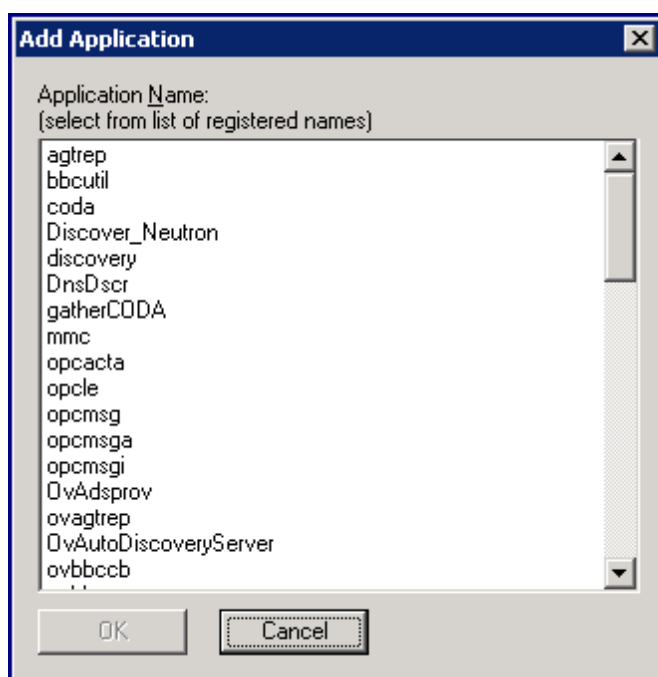 Add Application
Application Name:
(select from list of registered names)
agtrep
bbcutil
coda
Discover_Neutron
discovery
DnsDscr
gatherCODA
mmc
opcacta
opcle
opcmsg
opcmsga
opcmsgi
OvAdsprov
ovagtrep
OvAutoDiscoveryServer
ovbbccb
OK
Cancel